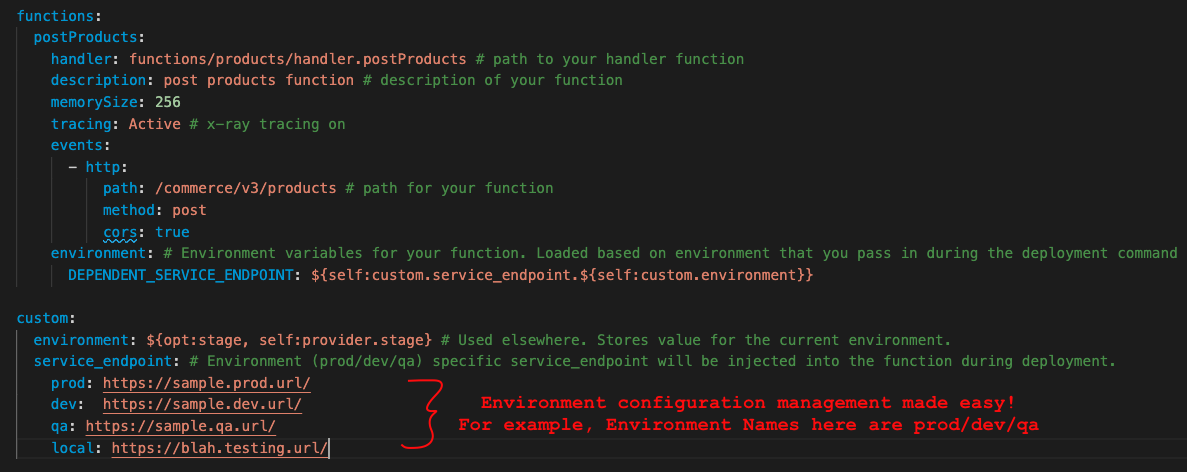 functions:
postProducts:
handler: functions/products/handler.postProducts # path to your handler function
description: post products function # description of your function
memorySize: 256
tracing: Active # x-ray tracing on
events:
- http:
path: /commerce/v3/products # path for your function
method: post
cors: true
environment: # Environment variables for your function. Loaded based on environment that you pass in during the deployment command
DEPENDENT_SERVICE_ENDPOINT: ${self:custom.service_endpoint.${self:custom.environment}}
custom:
environment: ${opt:stage, self:provider.stage} # Used elsewhere. Stores value for the current environment.
service_endpoint: # Environment (prod/dev/qa) specific service_endpoint will be injected into the function during deployment.
prod: https://sample.prod.url/
dev:  https://sample.dev.url/
qa: https://sample.qa.url/
local: https://blah.testing.url/
Environment configuration management made easy!
For example, Environment Names here are prod/dev/qa